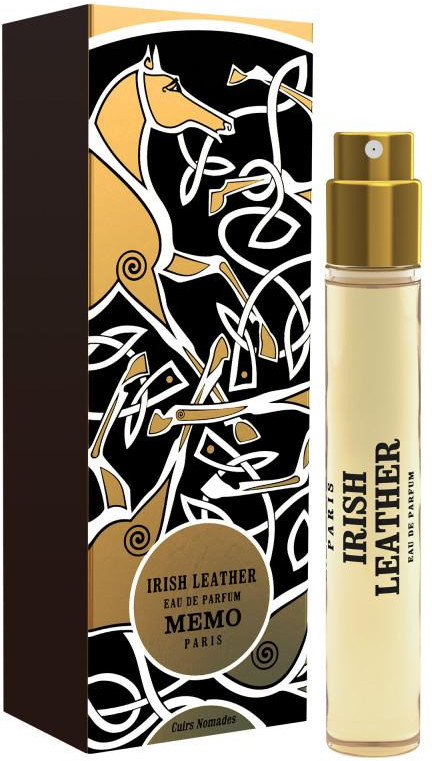 IRISH LEATHER
EAU DE PARFUM
MEMO
PARIS
Cuirs Nomades
PARIS
IRISH
LEATHER
EAU DE PARFUM